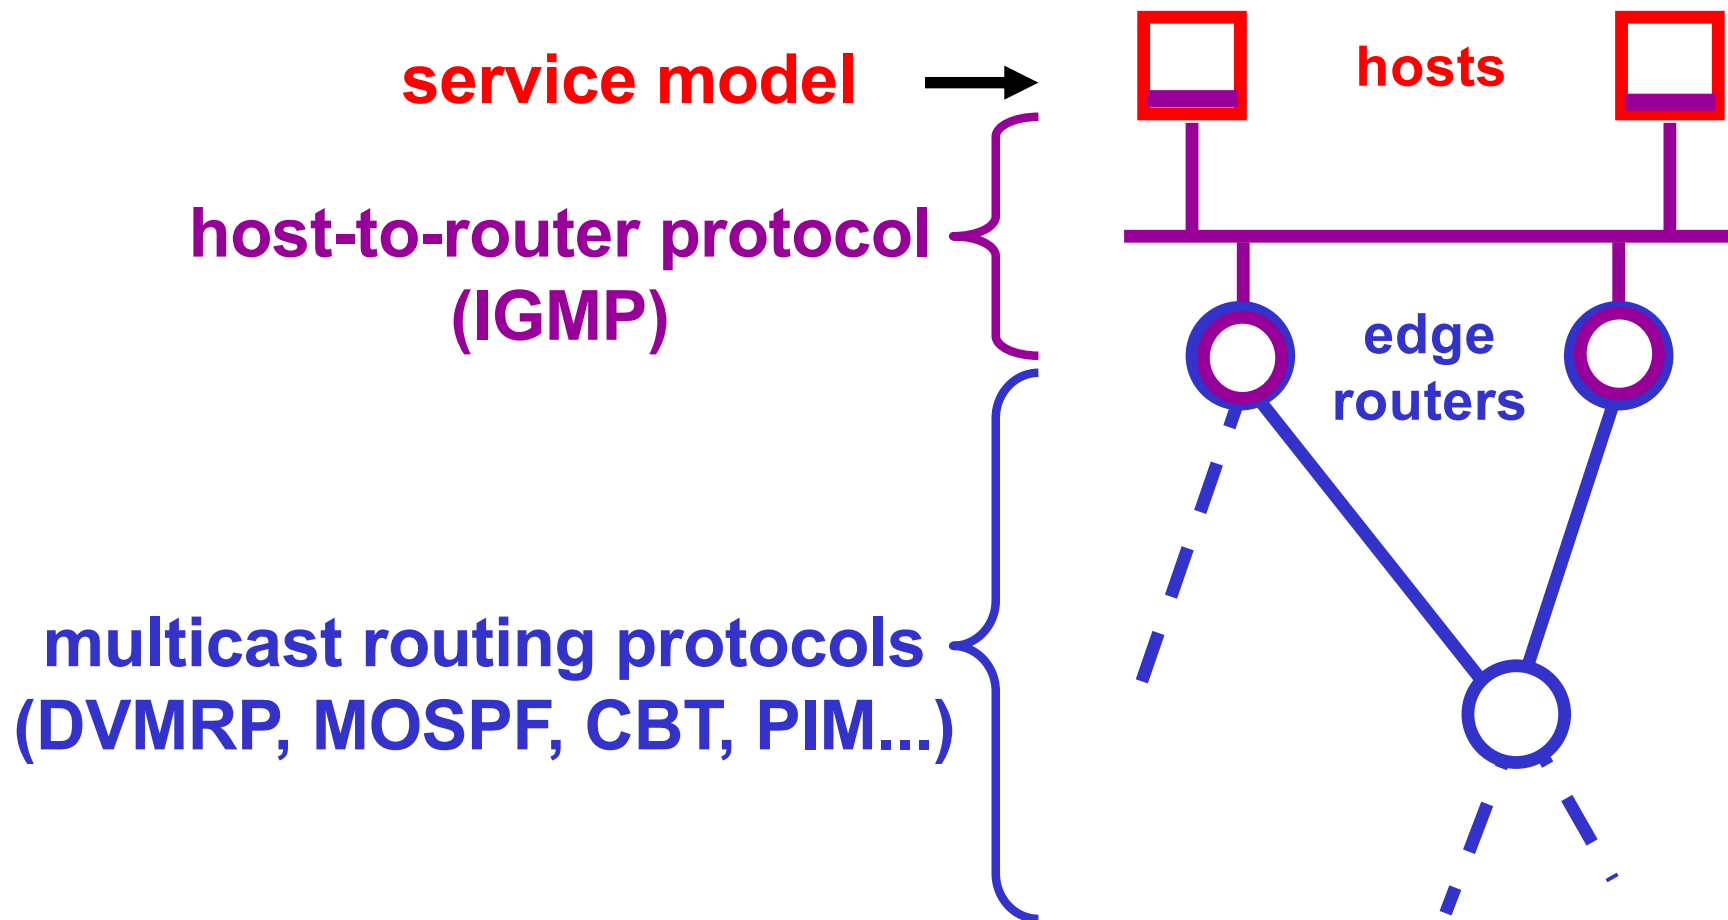 service model
hosts
host-to-router protocol
(IGMP)
edge
routers
multicast routing protocols
(DVMRP, MOSPF, CBT, PIM...)